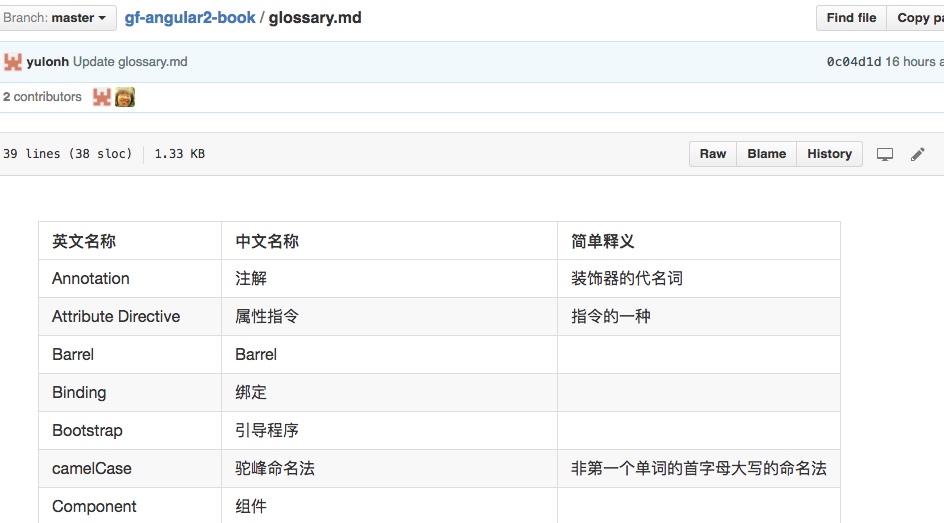 Branch: master gf-angular2-book / glossary.md Find file Copy pa
yulonh Update glossary.md 0c04d1d 16 hours a
2 contributors
39 lines (38 sloc) 1.33 KB Raw Blame History
英文名称 中文名称 简单释义
Annotation 注解 装饰器的代名词
Attribute Directive 属性指令 指令的一种
Barrel Barrel
Binding 绑定
Bootstrap 引导程序
camelCase 驼峰命名法 非第一个单词的首字母大写的命名法
Component 组件